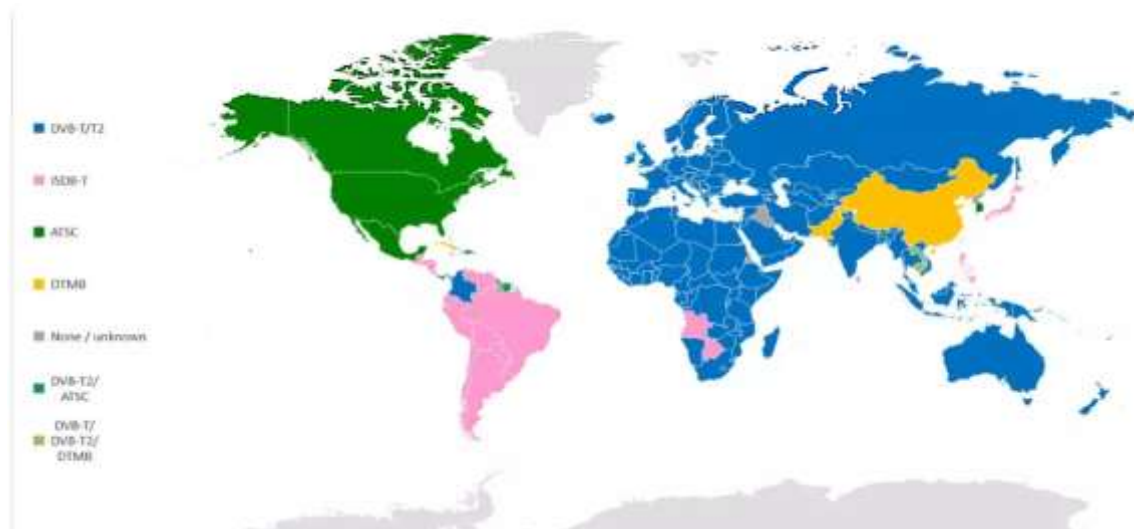 DVB-T/T2
ISDB-T
ATSC
DTMB
None / unknown
DVB-T2/
ATSC
DVB-T/
DVB-T2/
DTMB